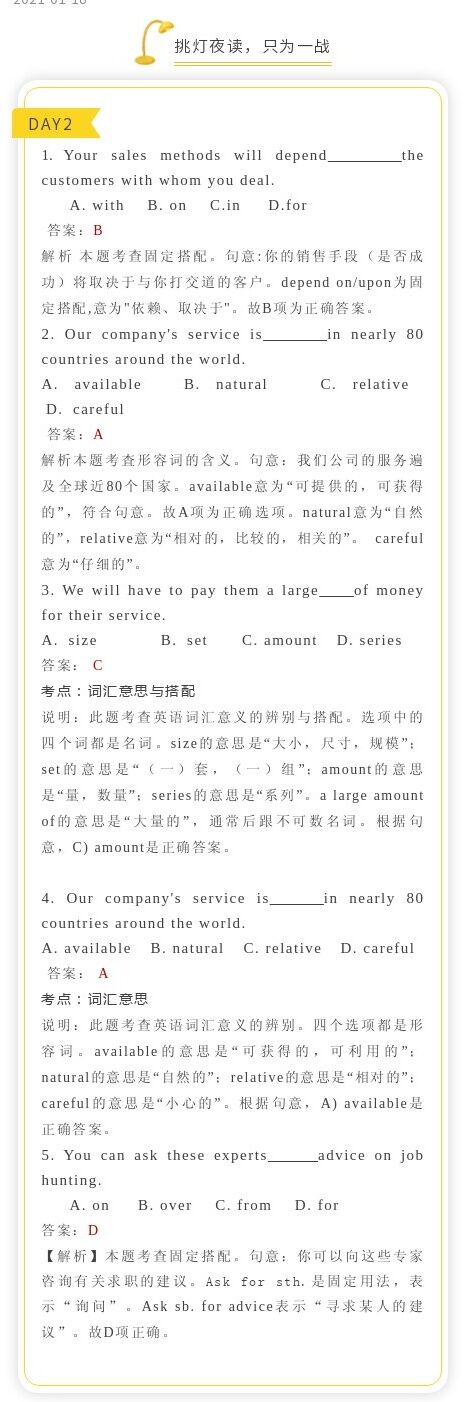 2021-01-18
挑灯夜读，只为一战
DAY2
1. Your sales methods will depend_________the
customers with whom you deal.
A. with B. on C.in D.for
答案：B
解析 本题考查固定搭配。句意:你的销售手段（是否成
功）将取决于与你打交道的客户。depend on/upon为固
定搭配,意为"依赖、取决于"。故B项为正确答案。
2. Our company's service is________in nearly 80
countries around the world.
A. available B. natural C. relative
D. careful
答案：A
解析本题考查形容词的含义。句意：我们公司的服务遍
及全球近80个国家。available意为“可提供的，可获得
的”，符合句意。故A项为正确选项。natural意为“自然
的”，relative意为“相对的，比较的，相关的”。 careful
意为“仔细的”。
3. We will have to pay them a large____of money
for their service.
A. size B. set C. amount D. series
答案： C
考点：词汇意思与搭配
说明：此题考查英语词汇意义的辨别与搭配。选项中的
四个词都是名词。size的意思是“大小，尺寸，规模”；
set的意思是“（一）套，（一）组”；amount的意思
是“量，数量”；series的意思是“系列”。a large amount
of的意思是“大量的”，通常后跟不可数名词。根据句
意，C) amount是正确答案。
4. Our company's service is______in nearly 80
countries around the world.
A. available B. natural C. relative D. careful
答案： A
考点：词汇意思
说明：此题考查英语词汇意义的辨别。四个选项都是形
容词。available的意思是“可获得的，可利用的”；
natural的意思是“自然的”；relative的意思是“相对的”；
careful的意思是“小心的”。根据句意，A) available是
正确答案。
5. You can ask these experts______advice on job
hunting.
A. on B. over C. from D. for
答案：D
【解析】本题考查固定搭配。句意：你可以向这些专家
咨询有关求职的建议。Ask for sth. 是固定用法，表
示“询问”。Ask sb. for advice表示“寻求某人的建
议”。故D项正确。